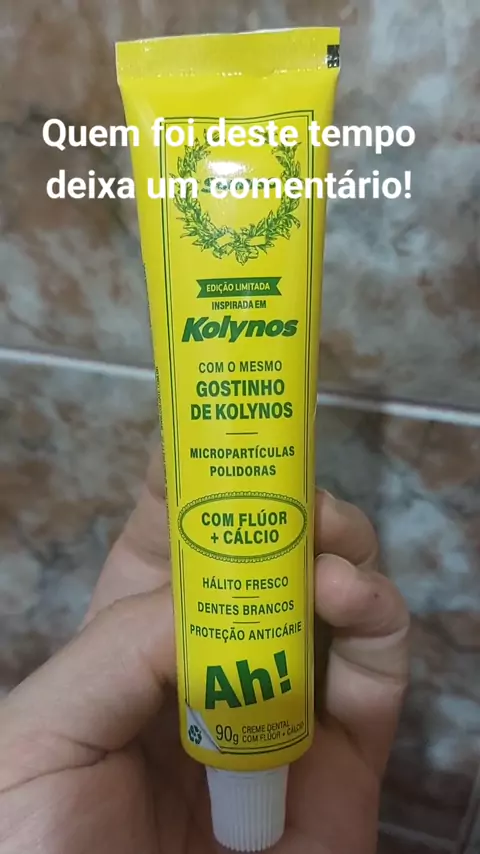 Quem foi deste tempo
deixa um comentário!
EDIÇÃO LIMITADA
INSPIRADA EM
Kolynos
COM O MESMO
GOSTINHO
DE KOLYNOS
MICROPARTÍCULAS
POLIDORAS
COM FLÚOR
+ CÁLCIO
HÁLITO FRESCO
DENTES BRANCOS
PROTEÇÃO ANTICÁRIE
Ah!
90g CREME DENTAL
COM FLÚOR + CÁLCIO